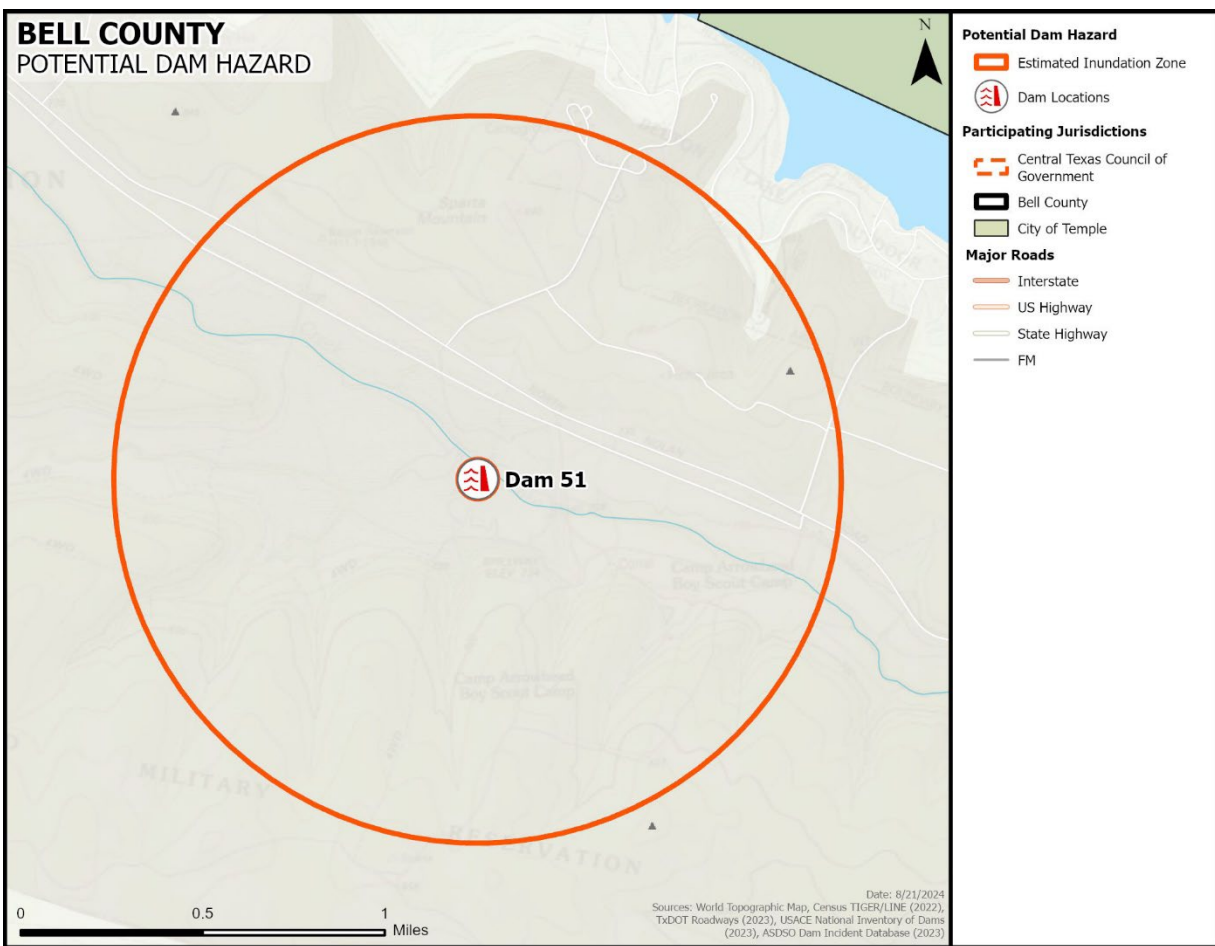 BELL COUNTY
POTENTIAL DAM HAZARD
N
Sparta
Mountain
Dam 51
Camp Arrowhead
Boy Scout Camp
Camp Arrowhead
Boy Scout Camp
MILITARY
RESERVATION
0
0.5
1
Miles
Date: 8/21/2024
Sources: World Topographic Map, Census TIGER/LINE (2022),
TxDOT Roadways (2023), USACE National Inventory of Dams
(2023), ASDSO Dam Incident Database (2023)
Potential Dam Hazard
Estimated Inundation Zone
Dam Locations
Participating Jurisdictions
Central Texas Council of
Government
Bell County
City of Temple
Major Roads
Interstate
US Highway
State Highway
FM